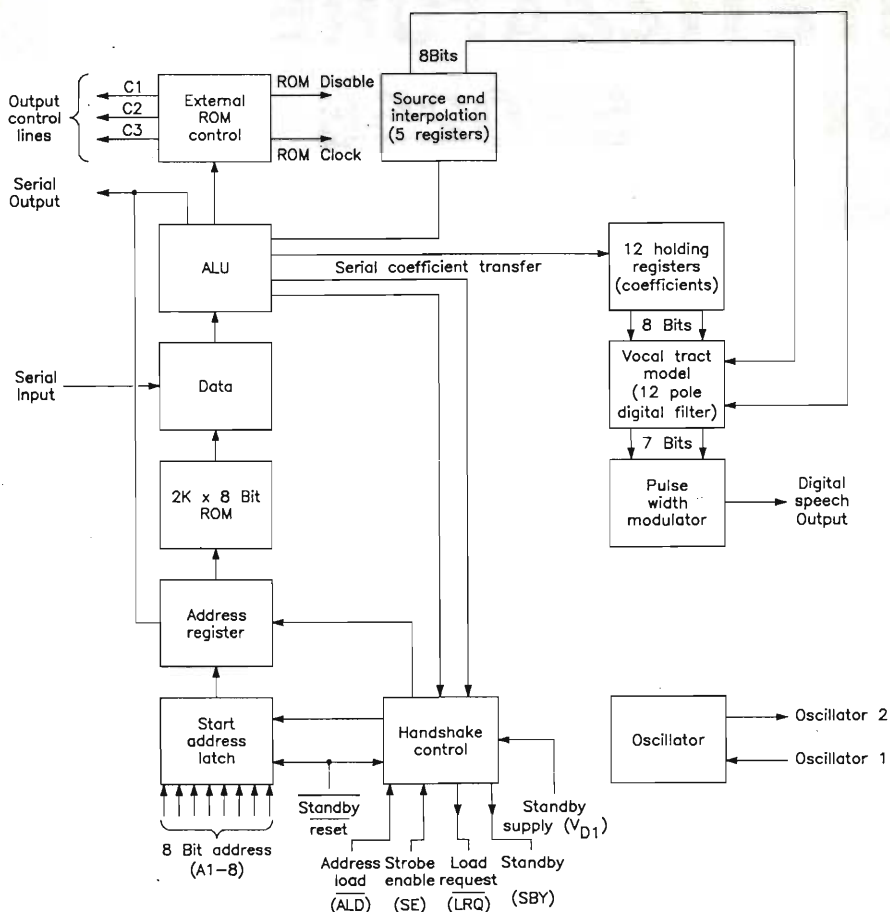 8Bits
Output
control
lines
C1
C2
C3
External
ROM
control
ROM Disable
ROM Clock
Source and
interpolation
(5 registers)
Serial
Output
ALU
Serial coefficient transfer
12 holding
registers
(coefficients)
8 Bits
Vocal tract
model
(12 pole
digital filter)
7 Bits
Serial
Input
Data
2K x 8 Bit
ROM
Pulse
width
modulator
Digital
speech
Output
Address
register
Start
address
latch
Handshake
control
Oscillator
Oscillator 2
Oscillator 1
Standby
reset
Standby
supply (VD1)
8 Bit address
(A1-8)
Address
load
(ALD)
Strobe
enable
(SE)
Load
request
(LRQ)
Standby
(SBY)